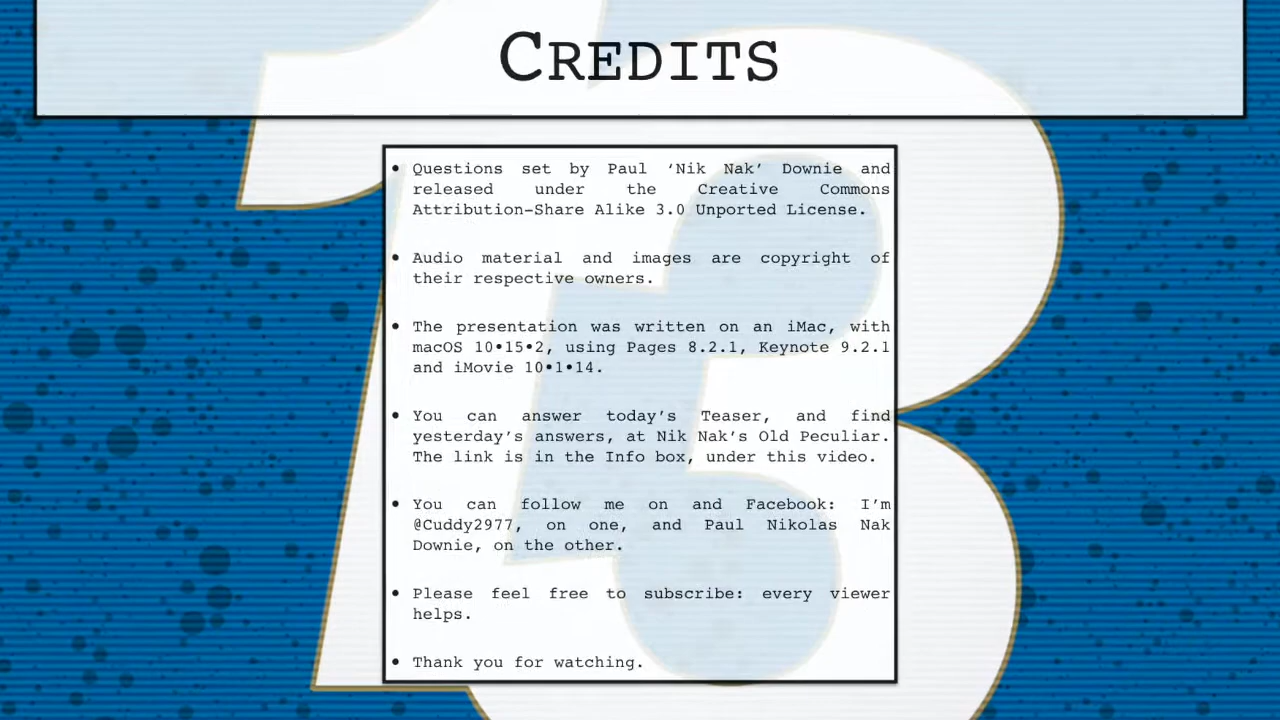 CREDITS
• Questions set by Paul ‘Nik Nak’ Downie and
released under the Creative Commons
Attribution-Share Alike 3.0 Unported License.
• Audio material and images are copyright of
their respective owners.
• The presentation was written on an iMac, with
macOS 10•15•2, using Pages 8.2.1, Keynote 9.2.1
and iMovie 10•1•14.
• You can answer today’s Teaser, and find
yesterday’s answers, at Nik Nak’s Old Peculiar.
The link is in the Info box, under this video.
• You can follow me on and Facebook: I’m
@Cuddy2977, on one, and Paul Nikolas Nak
Downie, on the other.
• Please feel free to subscribe: every viewer
helps.
• Thank you for watching.